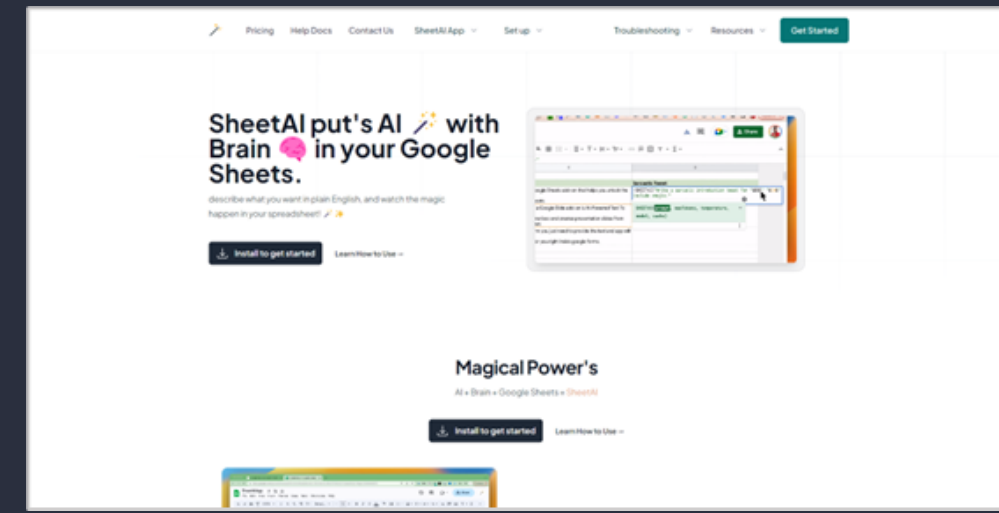 Pricing Help Docs Contact Us SheetAI App Set up Troubleshooting Resources Get Started
SheetAI put's AI 🪄 with
Brain 🧠 in your Google
Sheets.
describe what you want in plain English, and watch the magic
happen in your spreadsheet! 🪄 ✨
Install to get started Learn How to Use →
Share
Magical Power's
AI + Brain + Google Sheets = SheetAI
Install to get started Learn How to Use →